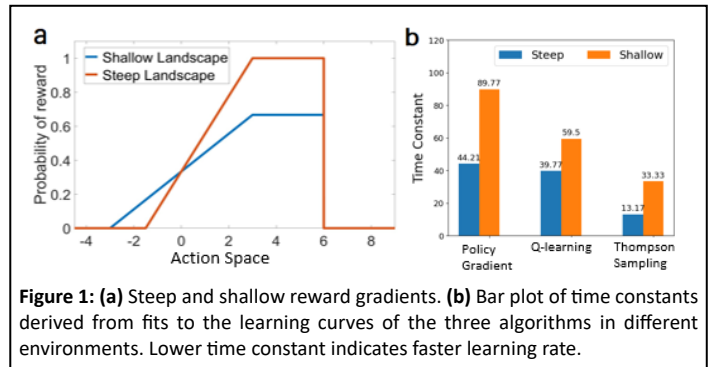 a
Shallow Landscape
Steep Landscape
Probability of reward
1
0.8
0.6
0.4
0.2
0
-4 -2 0 2 4 6 8
Action Space
b
Steep Shallow
Time Constant
120
100
80
60
40
20
0
44.21 89.77 39.77 59.5 13.17 33.33
Policy Gradient
Q-learning
Thompson Sampling
Figure 1: (a) Steep and shallow reward gradients. (b) Bar plot of time constants
derived from fits to the learning curves of the three algorithms in different
environments. Lower time constant indicates faster learning rate.